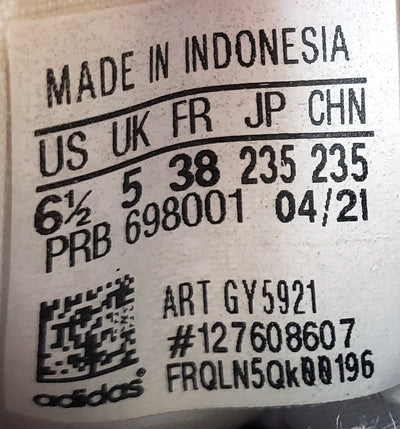 MADE IN INDONESIA
US UK FR JP CHN
6½ 5 38 235 235
PRB 698001 04/21
ART GY5921
#127608607
FRQLN5Qk00196
adidas